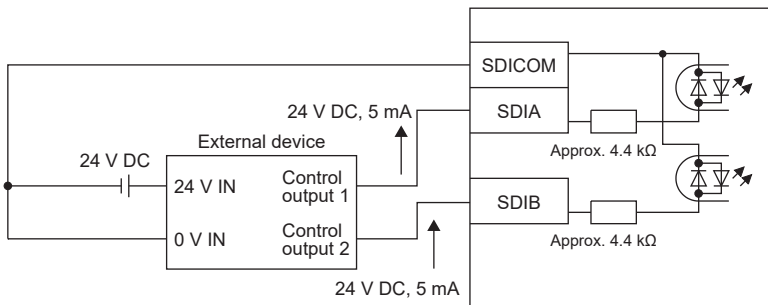 SDICOM
24 V DC, 5 mA
SDIA
External device
Approx. 4.4 kΩ
24 V DC
24 V IN
Control
output 1
SDIB
0 V IN
Control
output 2
Approx. 4.4 kΩ
24 V DC, 5 mA